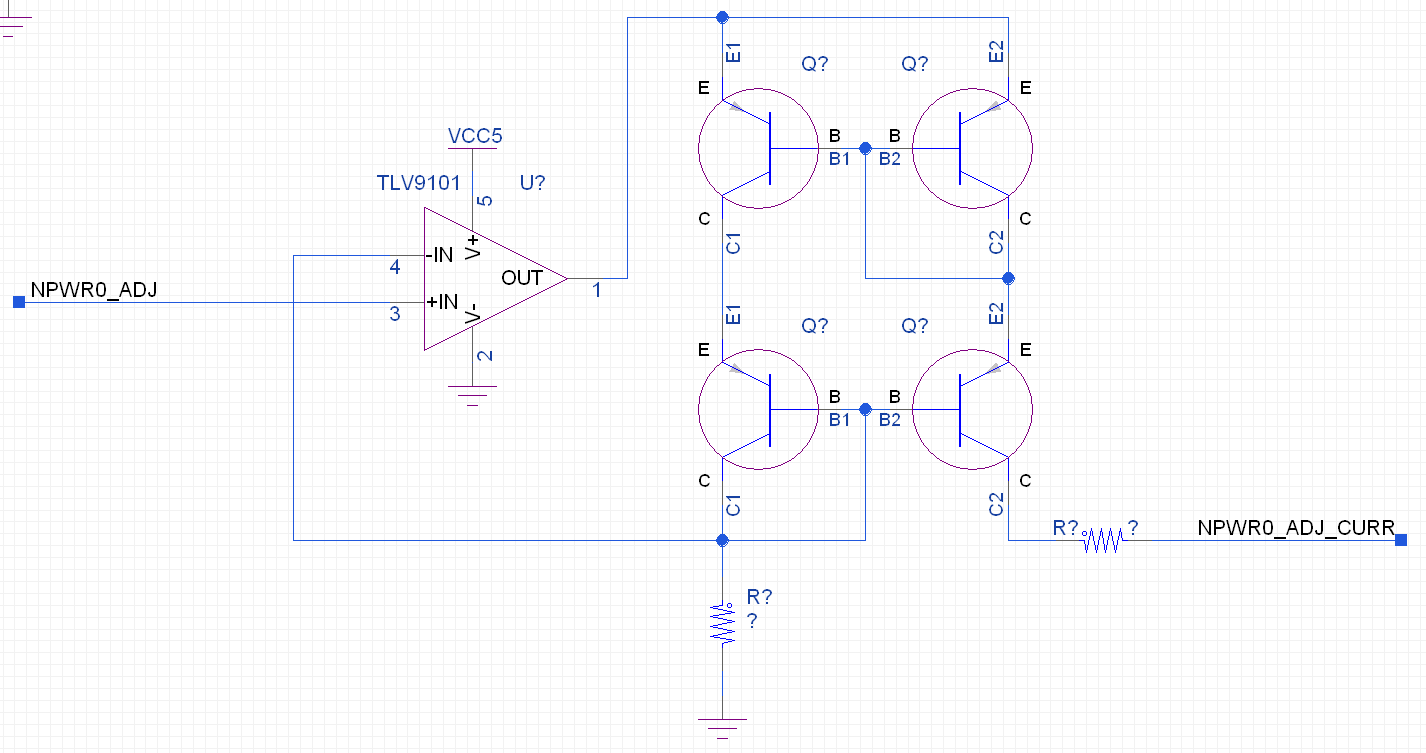 E1
E2
Q?
Q?
E
E
VCC5
B
B
B1
B2
TLV9101
U?
5
C
C
V+
C1
C2
-IN
4
OUT
NPWR0_ADJ
1
+IN
3
V-
E1
E2
Q?
Q?
2
E
E
B
B
B1
B2
C
C
C1
C2
R?
?
NPWR0_ADJ_CURR
R?
?